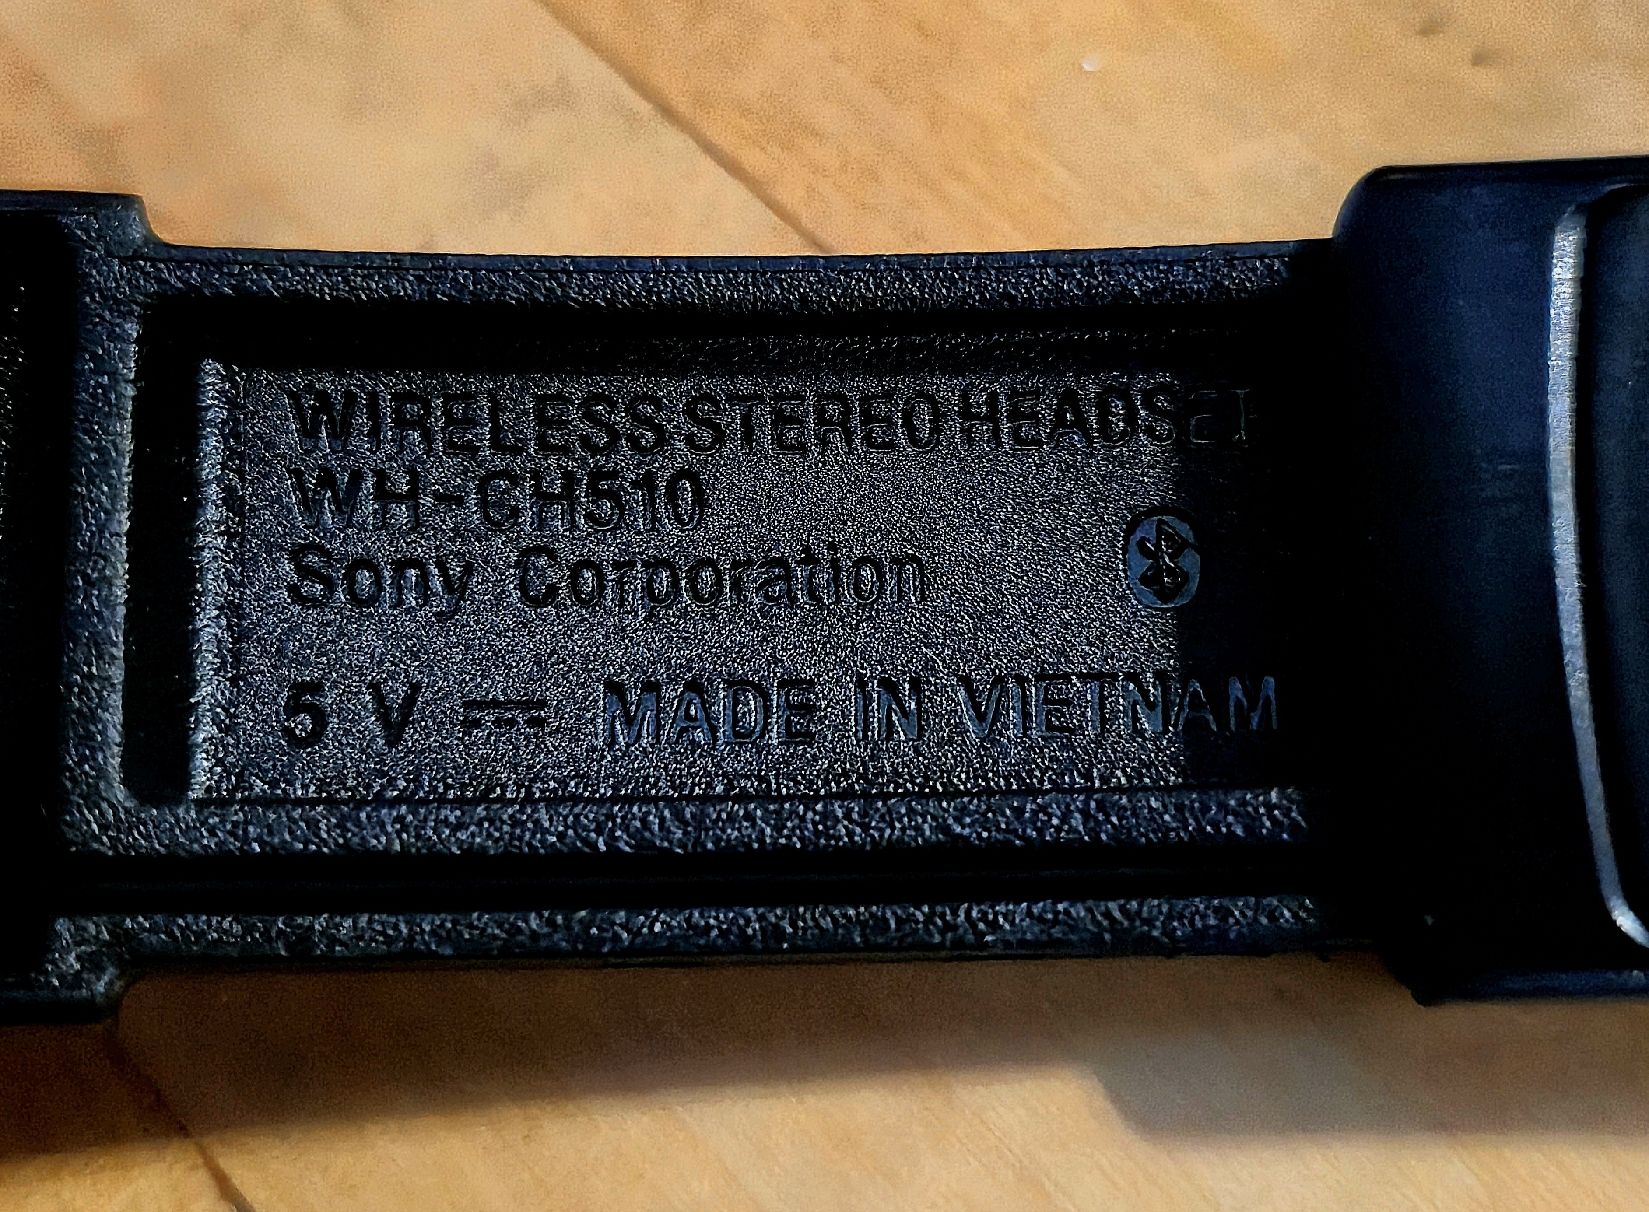 WIRELESS STEREO HEADSET
WH-CH510
Sony Corporation
5 V ⎓ MADE IN VIETNAM